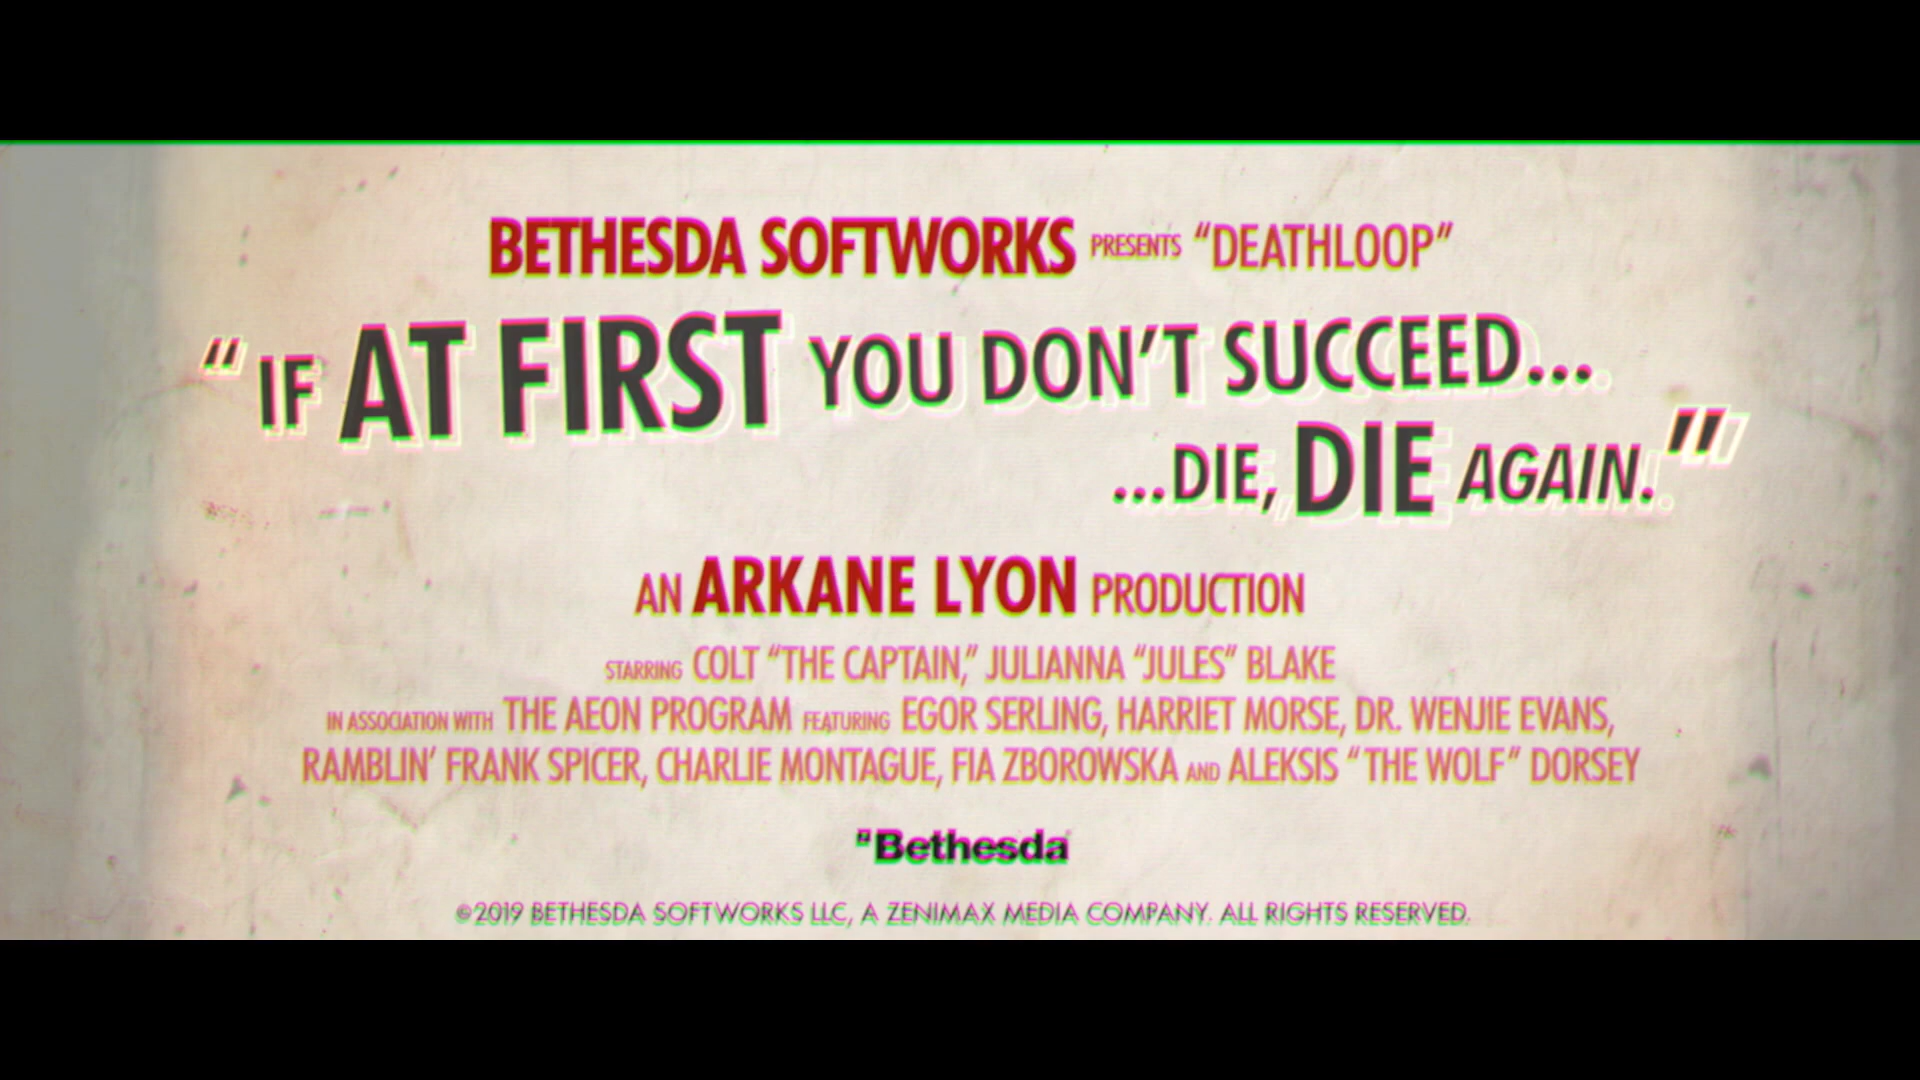 BETHESDA SOFTWORKS PRESENTS “DEATHLOOP”
“IF AT FIRST YOU DON’T SUCCEED...
...DIE, DIE AGAIN.”
AN ARKANE LYON PRODUCTION
STARRING COLT “THE CAPTAIN,” JULIANNA “JULES” BLAKE
IN ASSOCIATION WITH THE AEON PROGRAM FEATURING EGOR SERLING, HARRIET MORSE, DR. WENJIE EVANS,
RAMBLIN’ FRANK SPICER, CHARLIE MONTAGUE, FIA ZBOROWSKA AND ALEKSIS “THE WOLF” DORSEY
Bethesda
©2019 BETHESDA SOFTWORKS LLC, A ZENIMAX MEDIA COMPANY. ALL RIGHTS RESERVED.